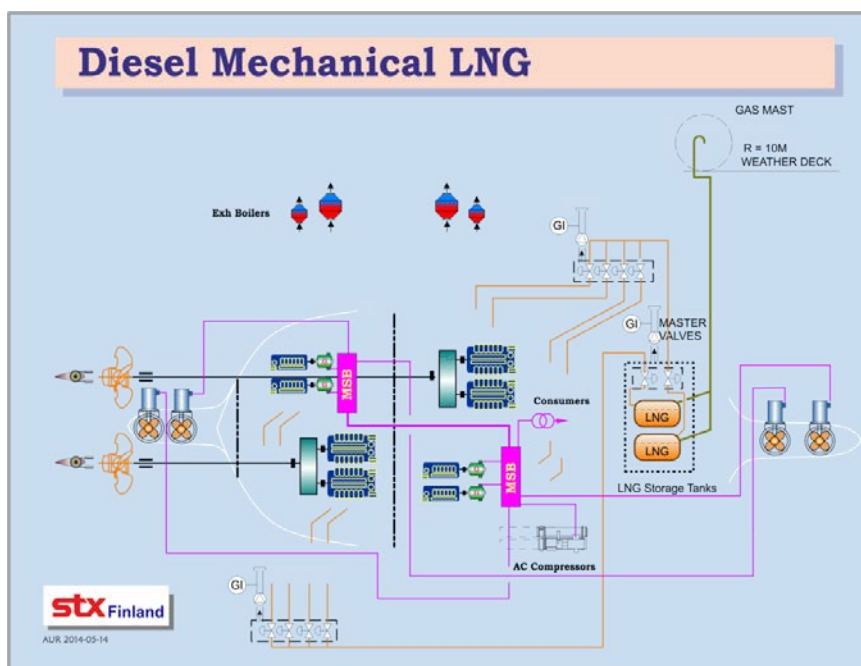 Diesel Mechanical LNG
GAS MAST
R = 10M
WEATHER DECK
Exh Boilers
GI
GI
MASTER
VALVES
MSB
Consumers
LNG
LNG
MSB
LNG Storage Tanks
AC Compressors
GI
stx Finland
AUR 2014-05-14